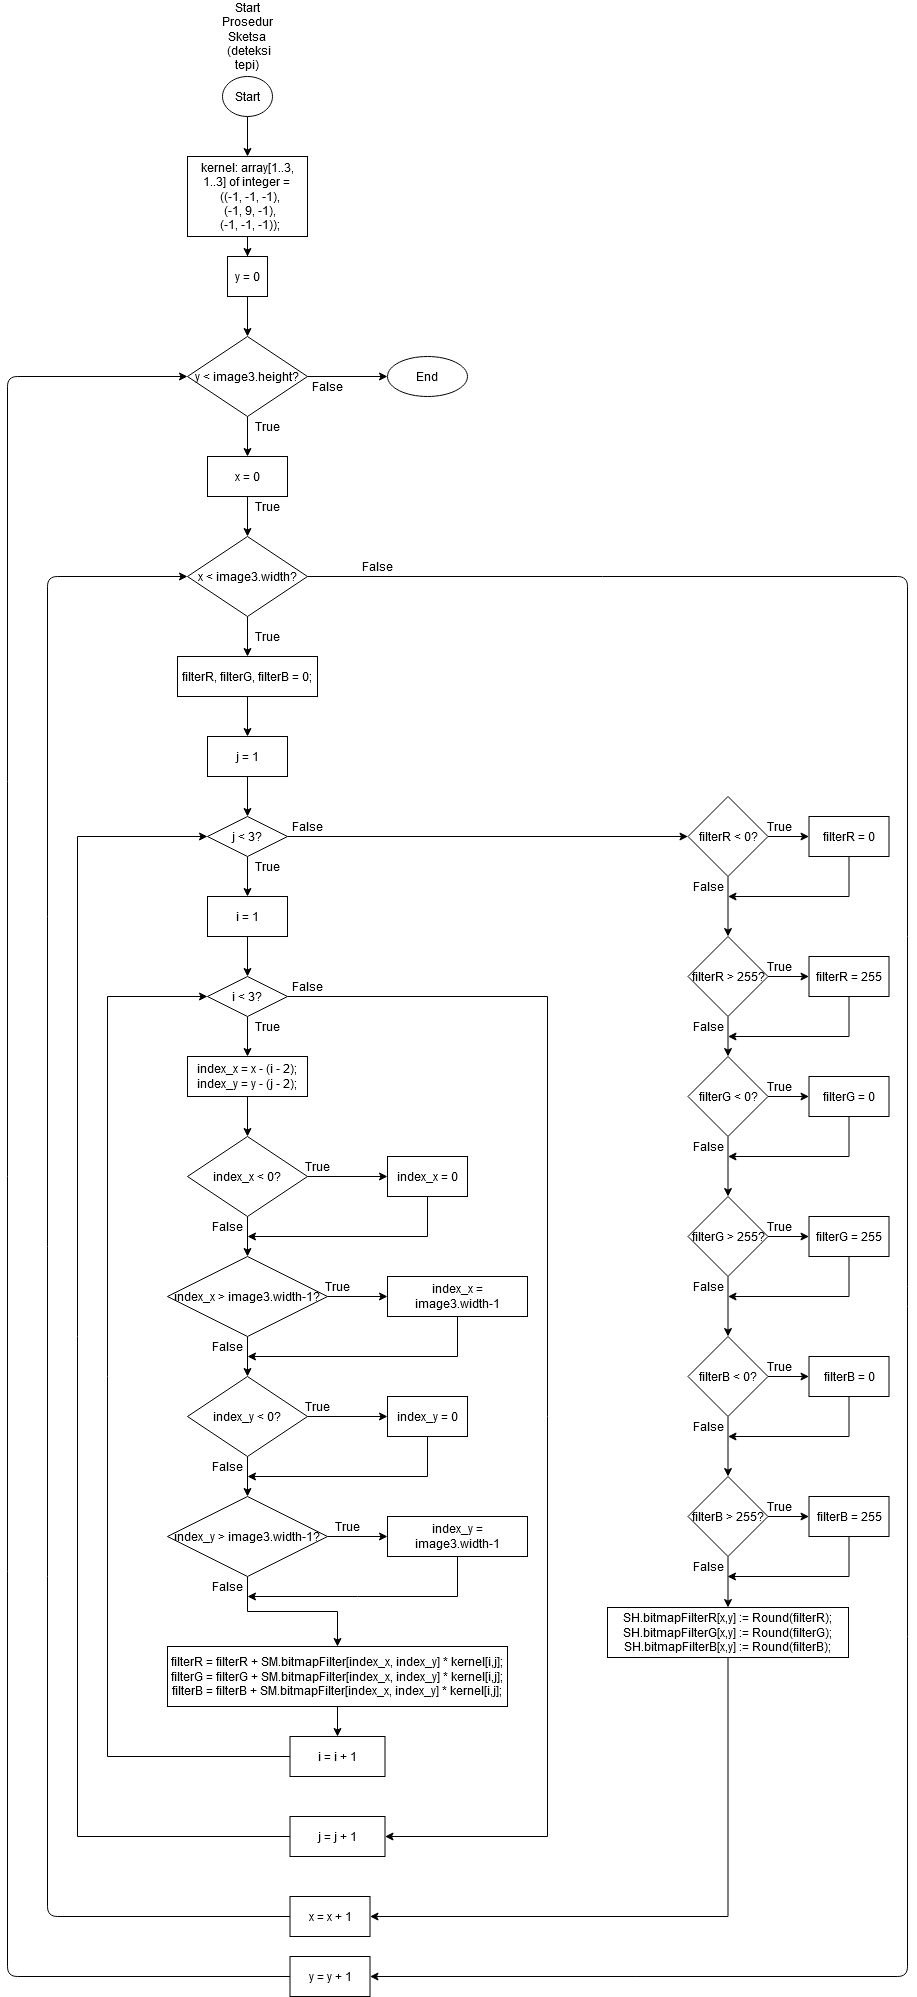 Start
Prosedur
Sketsa
(deteksi
tepi)
Start
kernel: array[1..3,
1..3] of integer =
((-1, -1, -1),
(-1, 9, -1),
(-1, -1, -1));
y = 0
y < image3.height?
False
End
True
x = 0
True
x < image3.width?
False
True
filterR, filterG, filterB = 0;
j = 1
j < 3?
False
True
i = 1
i < 3?
False
True
index_x = x - (i - 2);
index_y = y - (j - 2);
index_x < 0?
True
index_x = 0
False
index_x > image3.width-1?
True
index_x =
image3.width-1
False
index_y < 0?
True
index_y = 0
False
index_y > image3.width-1?
True
index_y =
image3.width-1
False
filterR = filterR + SM.bitmapFilter[index_x, index_y] * kernel[i,j];
filterG = filterG + SM.bitmapFilter[index_x, index_y] * kernel[i,j];
filterB = filterB + SM.bitmapFilter[index_x, index_y] * kernel[i,j];
i = i + 1
j = j + 1
filterR < 0?
True
filterR = 0
False
filterR > 255?
True
filterR = 255
False
filterG < 0?
True
filterG = 0
False
filterG > 255?
True
filterG = 255
False
filterB < 0?
True
filterB = 0
False
filterB > 255?
True
filterB = 255
False
SH.bitmapFilterR[x,y] := Round(filterR);
SH.bitmapFilterG[x,y] := Round(filterG);
SH.bitmapFilterB[x,y] := Round(filterB);
x = x + 1
y = y + 1